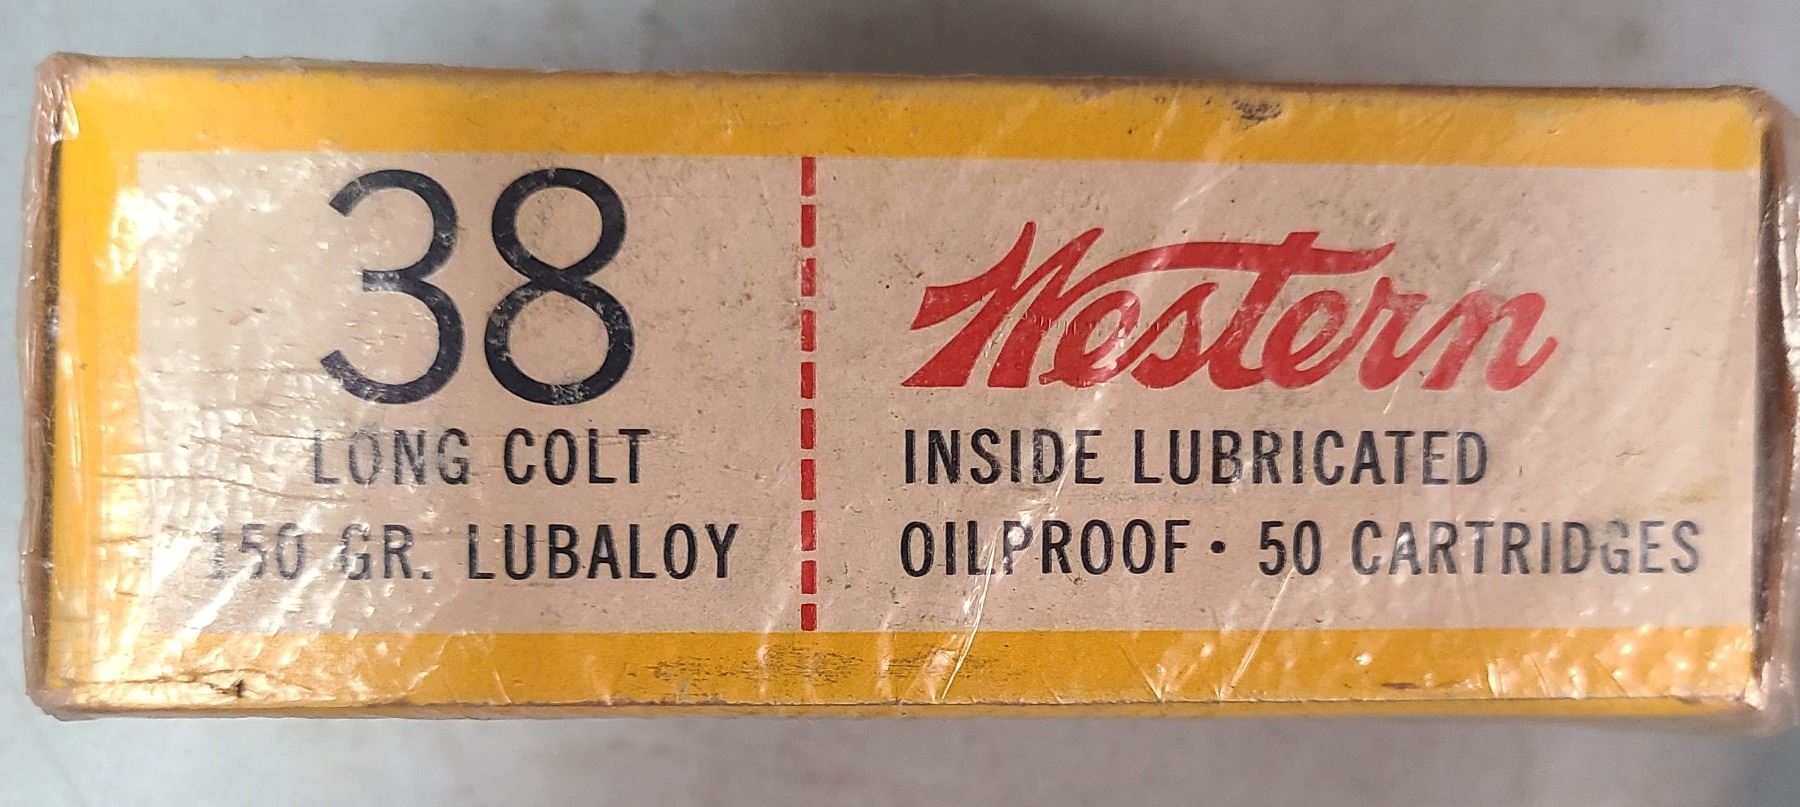 38
LONG COLT
150 GR. LUBALOY
Western
INSIDE LUBRICATED
OILPROOF · 50 CARTRIDGES